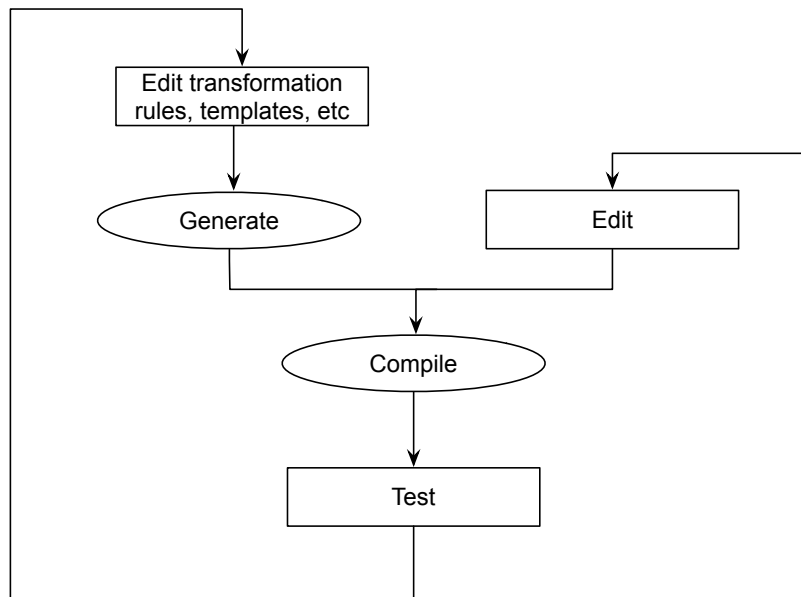 Edit transformation
rules, templates, etc
Generate
Edit
Compile
Test